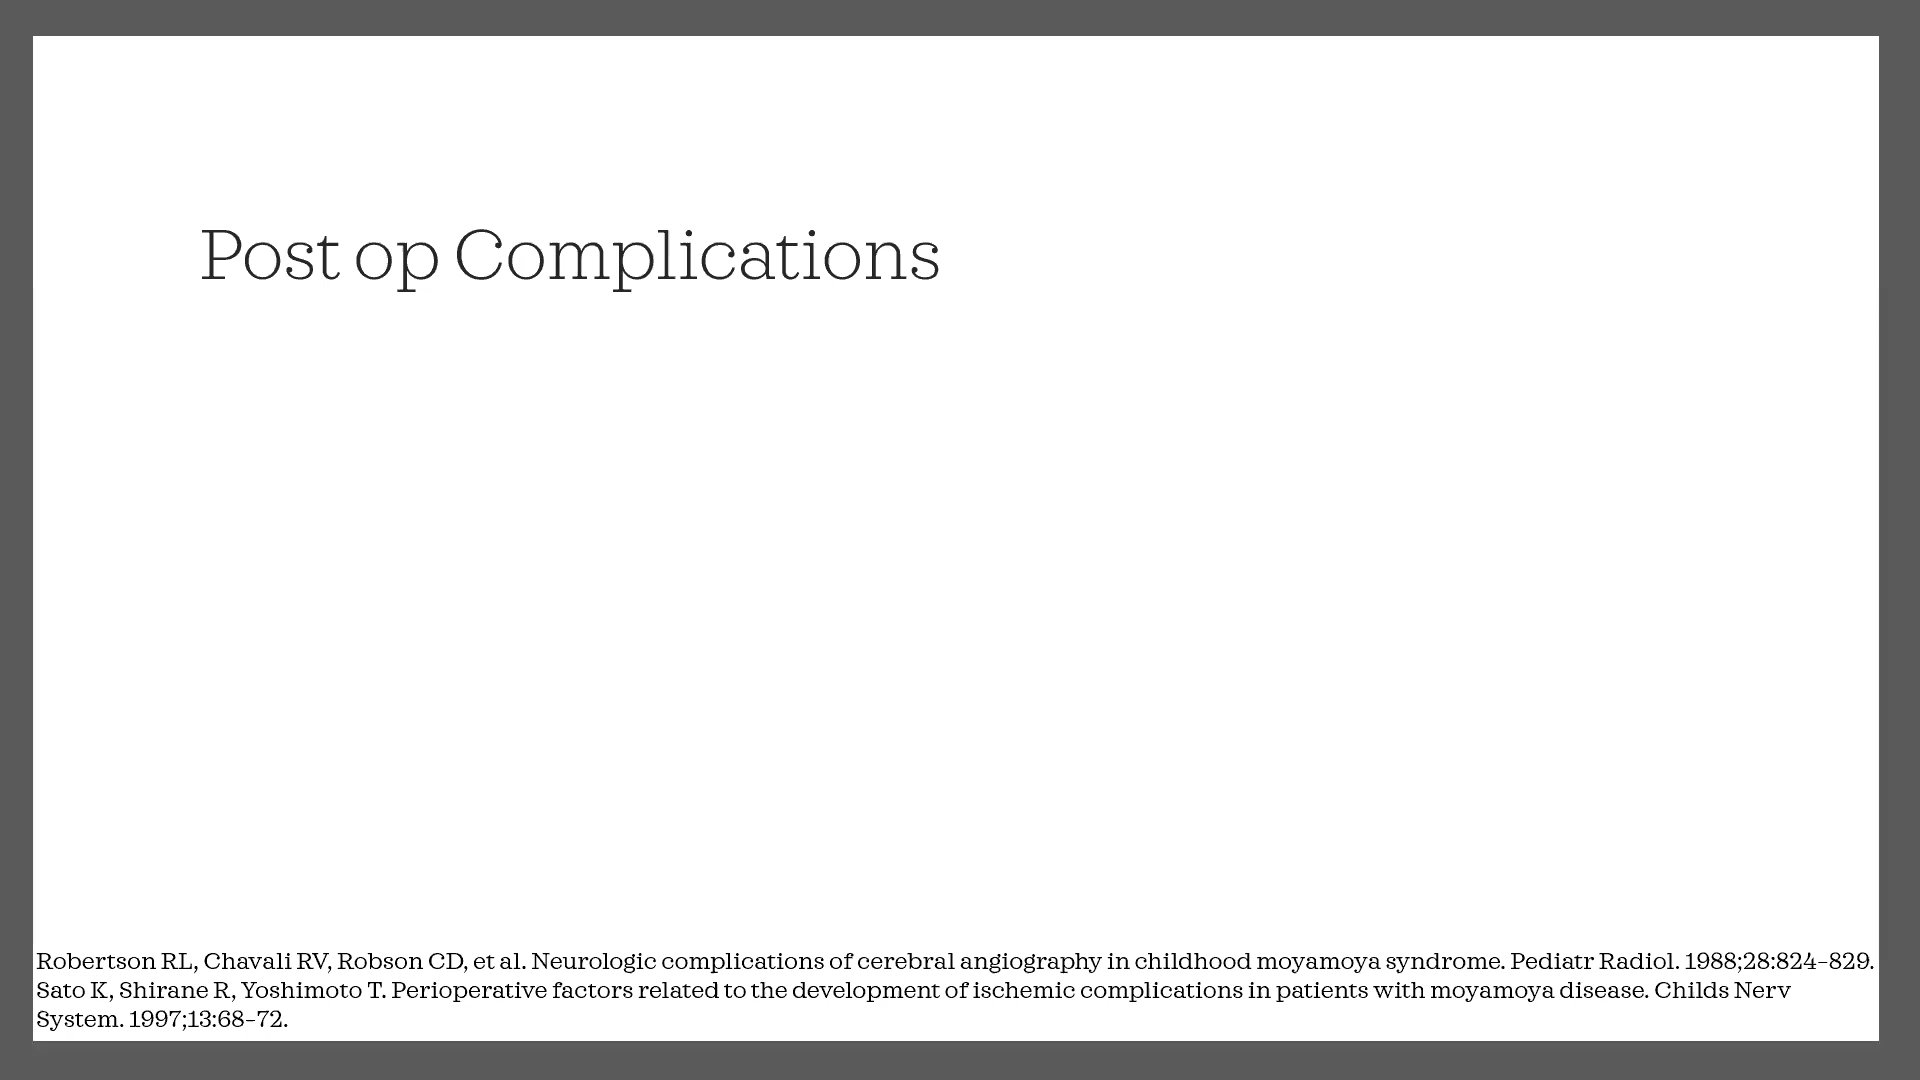 Post op Complications
Robertson RL, Chavali RV, Robson CD, et al. Neurologic complications of cerebral angiography in childhood moyamoya syndrome. Pediatr Radiol. 1988;28:824-829.
Sato K, Shirane R, Yoshimoto T. Perioperative factors related to the development of ischemic complications in patients with moyamoya disease. Childs Nerv
System. 1997;13:68-72.